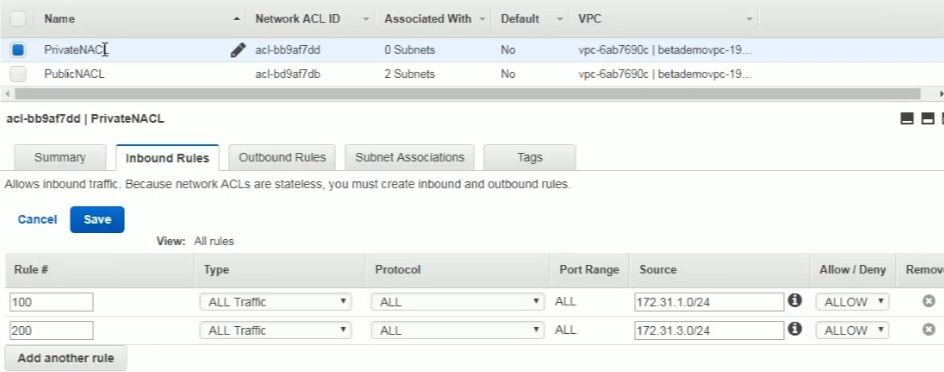 Name Network ACL ID Associated With Default VPC
PrivateNACL acl-bb9af7dd 0 Subnets No vpc-6ab7690c | betademovpc-19...
PublicNACL acl-bd9af7db 2 Subnets No vpc-6ab7690c | betademovpc-19...
acl-bb9af7dd | PrivateNACL
Summary Inbound Rules Outbound Rules Subnet Associations Tags
Allows inbound traffic. Because network ACLs are stateless, you must create inbound and outbound rules.
Cancel Save
View: All rules
Rule # Type Protocol Port Range Source Allow / Deny Remov
100 ALL Traffic ALL ALL 172.31.1.0/24 ALLOW
200 ALL Traffic ALL ALL 172.31.3.0/24 ALLOW
Add another rule